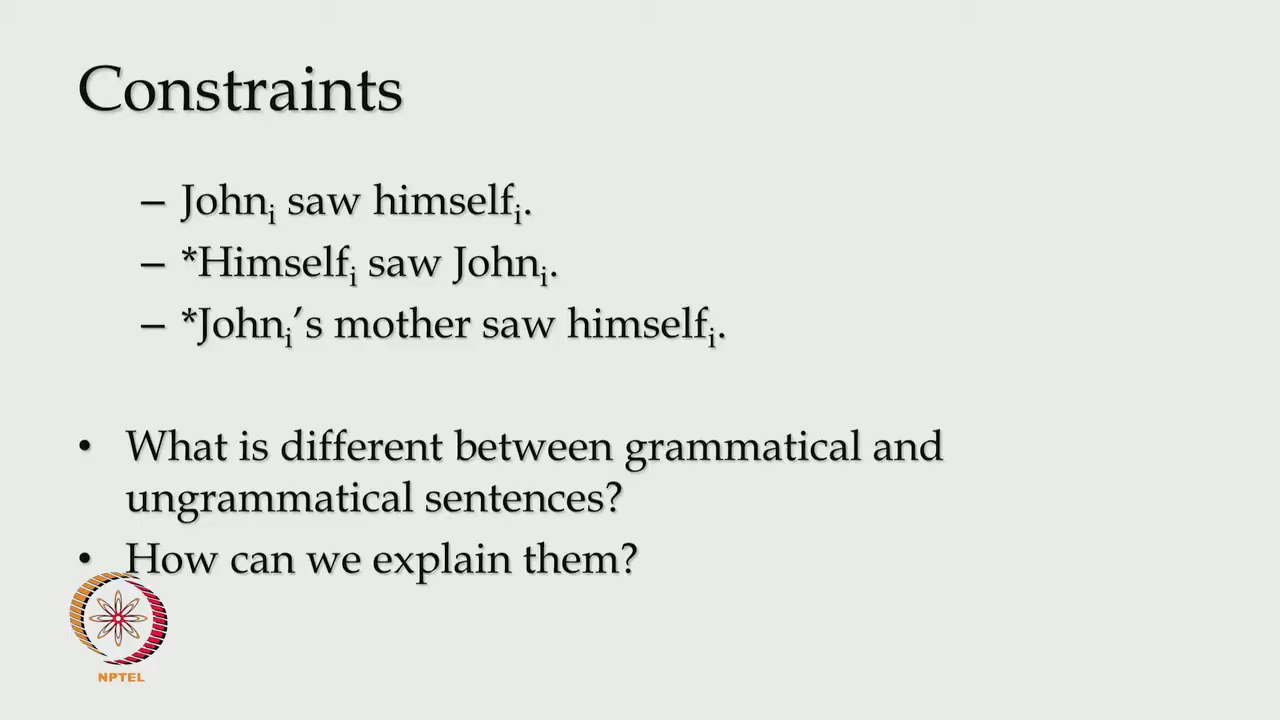 Constraints
– Johnᵢ saw himselfᵢ.
– *Himselfᵢ saw Johnᵢ.
– *Johnᵢ’s mother saw himselfᵢ.
• What is different between grammatical and
ungrammatical sentences?
• How can we explain them?
NPTEL